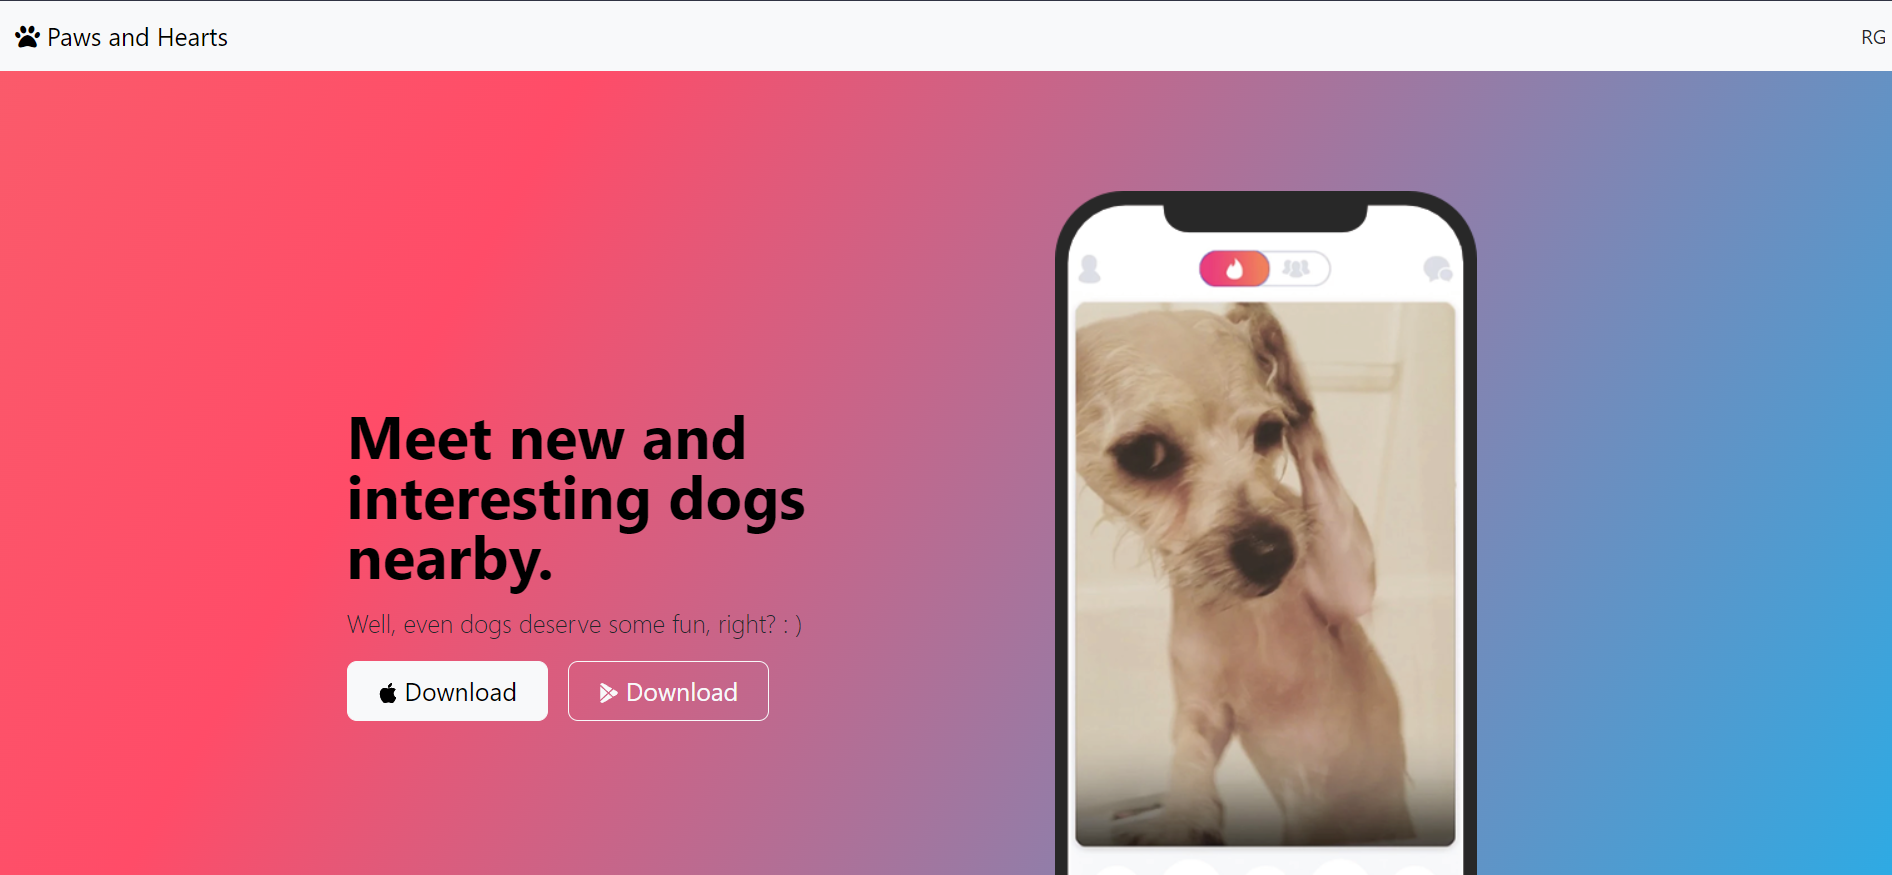 Paws and Hearts
RG
Meet new and
interesting dogs
nearby.
Well, even dogs deserve some fun, right? : )
Download
Download